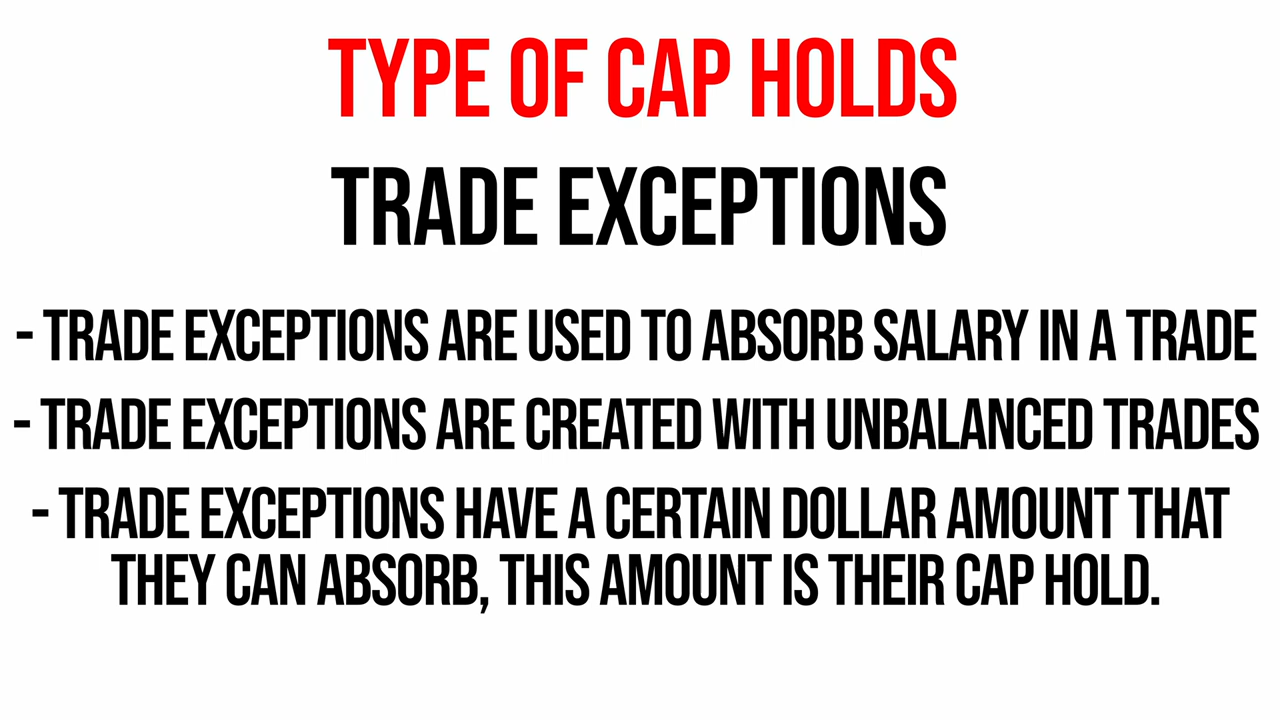 TYPE OF CAP HOLDS
TRADE EXCEPTIONS
- TRADE EXCEPTIONS ARE USED TO ABSORB SALARY IN A TRADE
- TRADE EXCEPTIONS ARE CREATED WITH UNBALANCED TRADES
- TRADE EXCEPTIONS HAVE A CERTAIN DOLLAR AMOUNT THAT
THEY CAN ABSORB, THIS AMOUNT IS THEIR CAP HOLD.